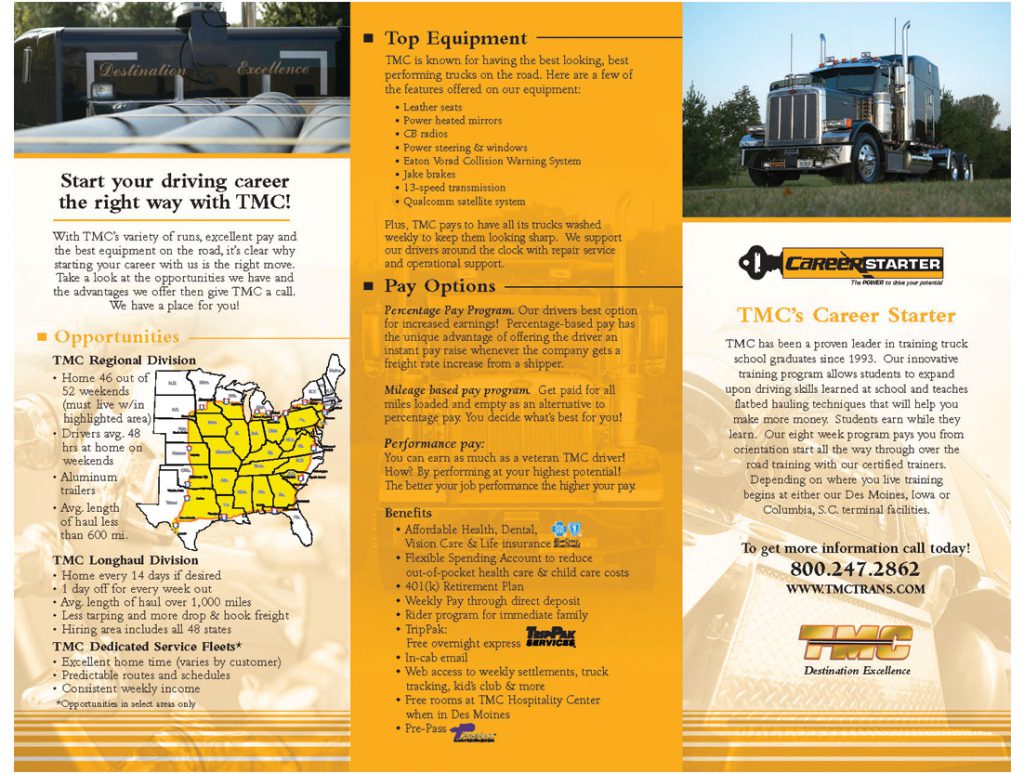 Destination Excellence
Start your driving career
the right way with TMC!
With TMC's variety of runs, excellent pay and
the best equipment on the road, it's clear why
starting your career with us is the right move.
Take a look at the opportunities we have and
the advantages we offer then give TMC a call.
We have a place for you!
Opportunities
TMC Regional Division
• Home 46 out of
52 weekends
(must live w/in
highlighted area)
• Drivers avg. 48
hrs at home on
weekends
• Aluminum
trailers
• Avg. length
of haul less
than 600 mi.
TMC Longhaul Division
• Home every 14 days if desired
• 1 day off for every week out
• Avg. length of haul over 1,000 miles
• Less tarping and more drop & hook freight
• Hiring area includes all 48 states
TMC Dedicated Service Fleets*
• Excellent home time (varies by customer)
• Predictable routes and schedules
• Consistent weekly income
*Opportunities in select areas only
Top Equipment
TMC is known for having the best looking, best
performing trucks on the road. Here are a few of
the features offered on our equipment:
• Leather seats
• Power heated mirrors
• CB radios
• Power steering & windows
• Eaton Vorad Collision Warning System
• Jake brakes
• 13-speed transmission
• Qualcomm satellite system
Plus, TMC pays to have all its trucks washed
weekly to keep them looking sharp. We support
our drivers around the clock with repair service
and operational support.
Pay Options
Percentage Pay Program. Our drivers best option
for increased earnings! Percentage-based pay has
the unique advantage of offering the driver an
instant pay raise whenever the company gets a
freight rate increase from a shipper.
Mileage based pay program. Get paid for all
miles loaded and empty as an alternative to
percentage pay. You decide what's best for you!
Performance pay:
You can earn as much as a veteran TMC driver!
How? By performing at your highest potential!
The better your job performance the higher your pay.
Benefits
• Affordable Health, Dental,
Vision Care & Life insurance
• Flexible Spending Account to reduce
out-of-pocket health care & child care costs
• 401(k) Retirement Plan
• Weekly Pay through direct deposit
• Rider program for immediate family
• TripPak:
Free overnight express TRIPPAK SERVICES
• In-cab email
• Web access to weekly settlements, truck
tracking, kid's club & more
• Free rooms at TMC Hospitality Center
when in Des Moines
• Pre-Pass
CAREER STARTER
The POWER to drive your potential
TMC's Career Starter
TMC has been a proven leader in training truck
school graduates since 1993. Our innovative
training program allows students to expand
upon driving skills learned at school and teaches
flatbed hauling techniques that will help you
make more money. Students earn while they
learn. Our eight week program pays you from
orientation start all the way through over the
road training with our certified trainers.
Depending on where you live training
begins at either our Des Moines, Iowa or
Columbia, S.C. terminal facilities.
To get more information call today!
800.247.2862
WWW.TMCTRANS.COM
TMC
Destination Excellence